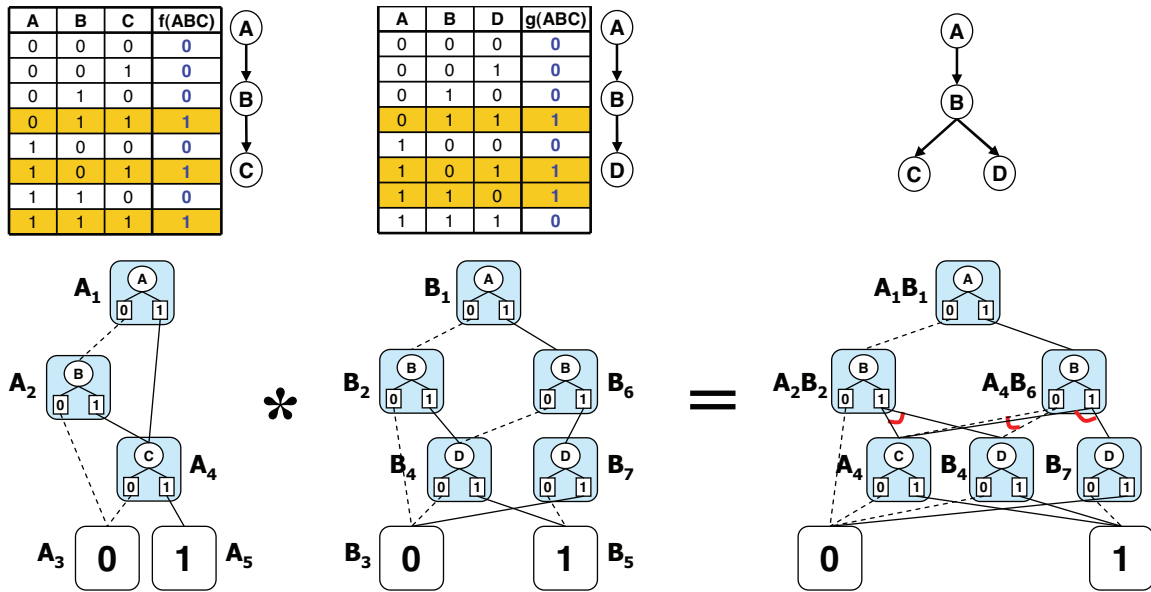 A B C f(ABC)
0 0 0 0
0 0 1 0
0 1 0 0
0 1 1 1
1 0 0 0
1 0 1 1
1 1 0 0
1 1 1 1
A
B
C
A B D g(ABC)
0 0 0 0
0 0 1 0
0 1 0 0
0 1 1 1
1 0 0 0
1 0 1 1
1 1 0 1
1 1 1 0
A
B
D
A
B
C D
A1
A
0 1
A2
B
0 1
C
0 1
A4
A3 0 1 A5
*
B1
A
0 1
B2
B
0 1
B
0 1
B6
B4
D
0 1
D
0 1
B7
B3 0 1 B5
=
A1B1
A
0 1
A2B2
B
0 1
A4B6
B
0 1
A4
C
0 1
B4
D
0 1
B7
D
0 1
0 1